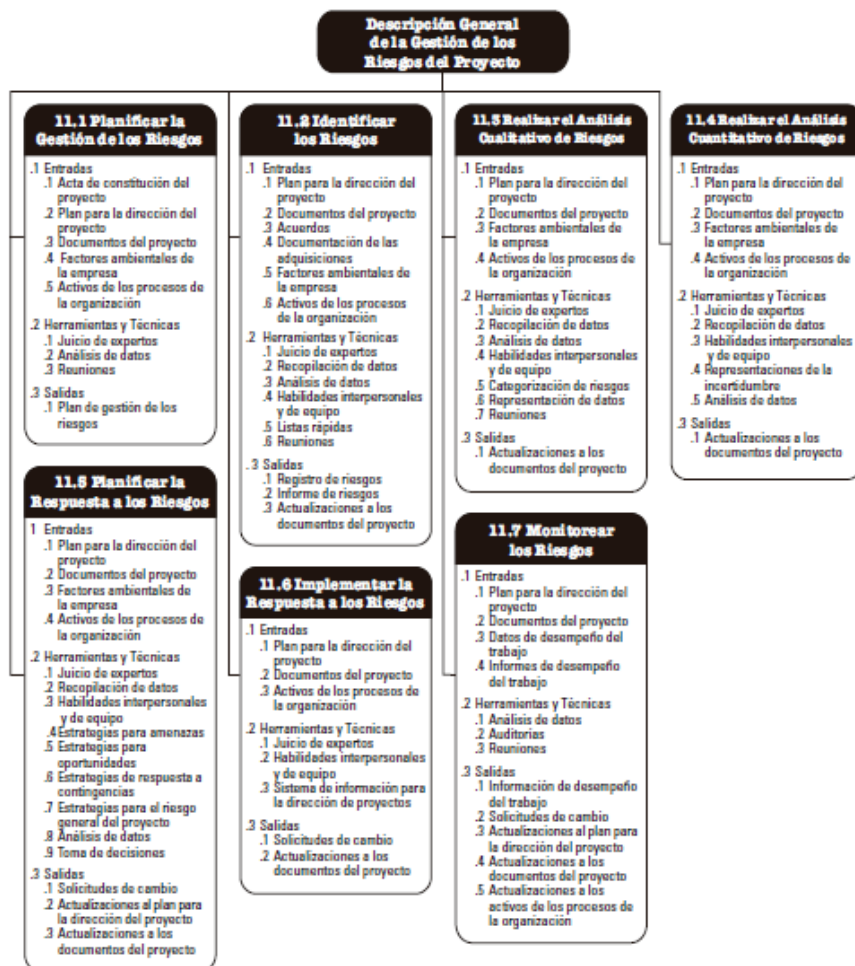 Descripción General
de la Gestión de los
Riesgos del Proyecto
11.1 Planificar la
Gestión de los Riesgos
.1 Entradas
.1 Acta de constitución del
proyecto
.2 Plan para la dirección del
proyecto
.3 Documentos del proyecto
.4 Factores ambientales de
la empresa
.5 Activos de los procesos de
la organización
.2 Herramientas y Técnicas
.1 Juicio de expertos
.2 Análisis de datos
.3 Reuniones
.3 Salidas
.1 Plan de gestión de los
riesgos
11.2 Identificar
los Riesgos
.1 Entradas
.1 Plan para la dirección del
proyecto
.2 Documentos del proyecto
.3 Acuerdos
.4 Documentación de las
adquisiciones
.5 Factores ambientales de
la empresa
.6 Activos de los procesos
de la organización
.2 Herramientas y Técnicas
.1 Juicio de expertos
.2 Recopilación de datos
.3 Análisis de datos
.4 Habilidades interpersonales
y de equipo
.5 Listas rápidas
.6 Reuniones
.3 Salidas
.1 Registro de riesgos
.2 Informe de riesgos
.3 Actualizaciones a los
documentos del proyecto
11.3 Realizar el Análisis
Cualitativo de Riesgos
.1 Entradas
.1 Plan para la dirección del
proyecto
.2 Documentos del proyecto
.3 Factores ambientales de
la empresa
.4 Activos de los procesos de
la organización
.2 Herramientas y Técnicas
.1 Juicio de expertos
.2 Recopilación de datos
.3 Análisis de datos
.4 Habilidades interpersonales
y de equipo
.5 Categorización de riesgos
.6 Representación de datos
.7 Reuniones
.3 Salidas
.1 Actualizaciones a los
documentos del proyecto
11.4 Realizar el Análisis
Cuantitativo de Riesgos
.1 Entradas
.1 Plan para la dirección del
proyecto
.2 Documentos del proyecto
.3 Factores ambientales de
la empresa
.4 Activos de los procesos de
la organización
.2 Herramientas y Técnicas
.1 Juicio de expertos
.2 Recopilación de datos
.3 Habilidades interpersonales
y de equipo
.4 Representaciones de la
incertidumbre
.5 Análisis de datos
.3 Salidas
.1 Actualizaciones a los
documentos del proyecto
11.5 Planificar la
Respuesta a los Riesgos
1 Entradas
.1 Plan para la dirección del
proyecto
.2 Documentos del proyecto
.3 Factores ambientales de
la empresa
.4 Activos de los procesos de
la organización
.2 Herramientas y Técnicas
.1 Juicio de expertos
.2 Recopilación de datos
.3 Habilidades interpersonales
y de equipo
.4 Estrategias para amenazas
.5 Estrategias para
oportunidades
.6 Estrategias de respuesta a
contingencias
.7 Estrategias para el riesgo
general del proyecto
.8 Análisis de datos
.9 Toma de decisiones
.3 Salidas
.1 Solicitudes de cambio
.2 Actualizaciones al plan para
la dirección del proyecto
.3 Actualizaciones a los
documentos del proyecto
11.6 Implementar la
Respuesta a los Riesgos
.1 Entradas
.1 Plan para la dirección del
proyecto
.2 Documentos del proyecto
.3 Activos de los procesos de
la organización
.2 Herramientas y Técnicas
.1 Juicio de expertos
.2 Habilidades interpersonales
y de equipo
.3 Sistema de información para
la dirección de proyectos
.3 Salidas
.1 Solicitudes de cambio
.2 Actualizaciones a los
documentos del proyecto
11.7 Monitorear
los Riesgos
.1 Entradas
.1 Plan para la dirección del
proyecto
.2 Documentos del proyecto
.3 Datos de desempeño del
trabajo
.4 Informes de desempeño
del trabajo
.2 Herramientas y Técnicas
.1 Análisis de datos
.2 Auditorias
.3 Reuniones
.3 Salidas
.1 Información de desempeño
del trabajo
.2 Solicitudes de cambio
.3 Actualizaciones al plan para
la dirección del proyecto
.4 Actualizaciones a los
documentos del proyecto
.5 Actualizaciones a los
activos de los procesos de
la organización